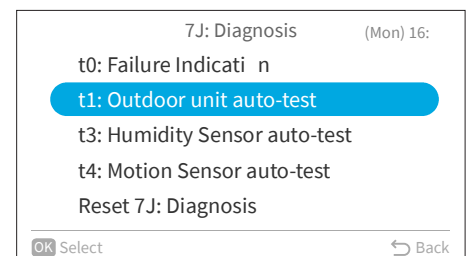 7J: Diagnosis (Mon) 16:
t0: Failure Indicati n
t1: Outdoor unit auto-test
t3: Humidity Sensor auto-test
t4: Motion Sensor auto-test
Reset 7J: Diagnosis
OK Select Back